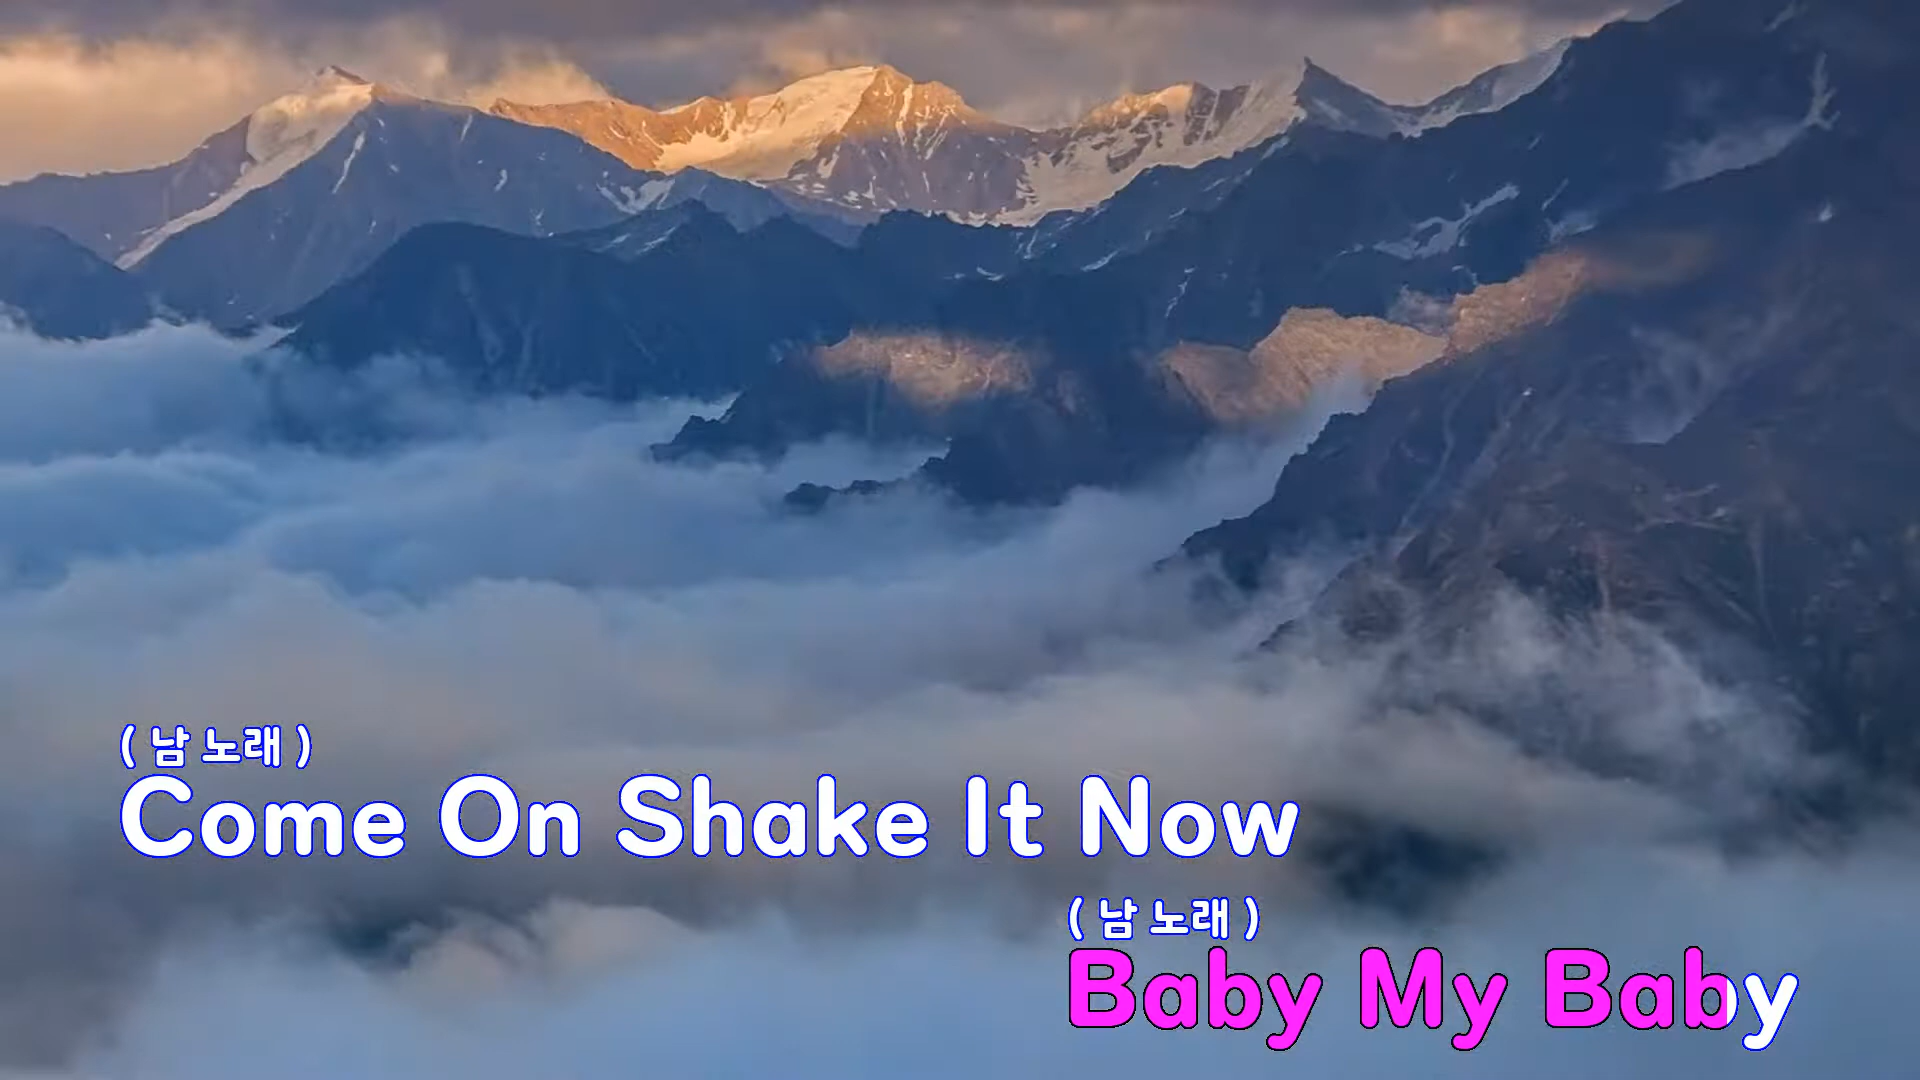 ( 남 노래 )
Come On Shake It Now
( 남 노래 )
Baby My Baby